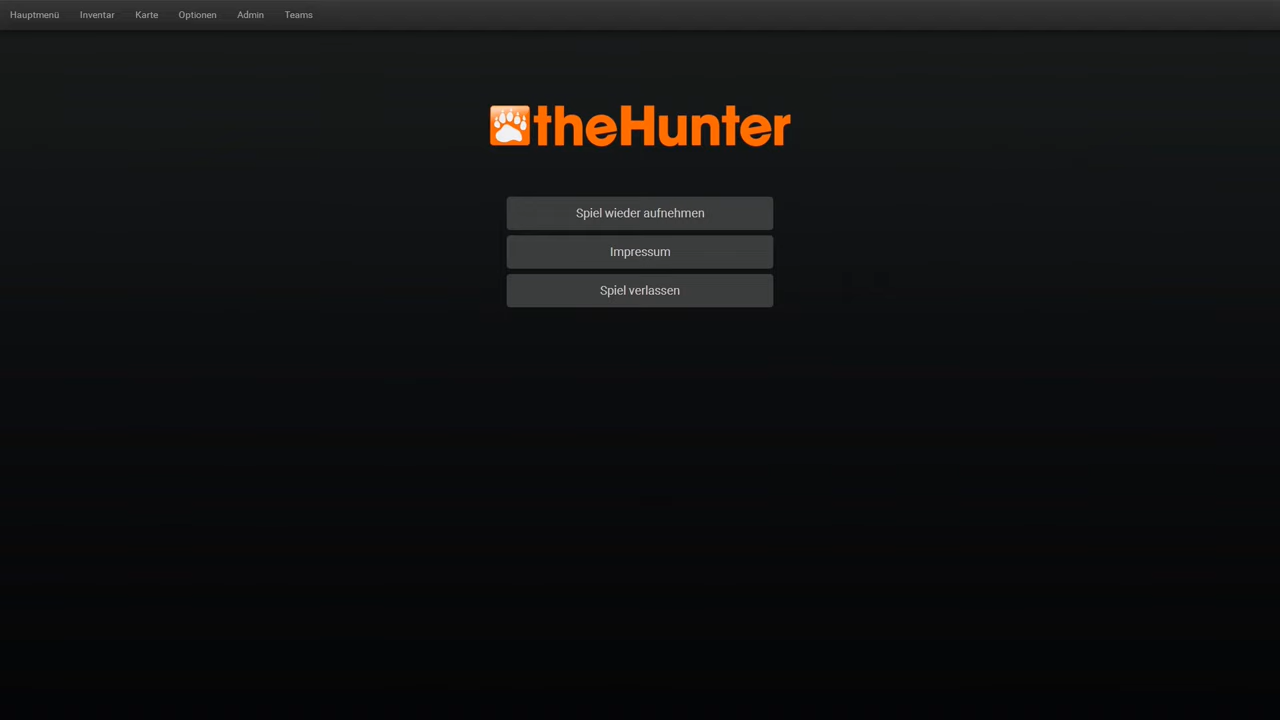 Hauptmenü Inventar Karte Optionen Admin Teams
theHunter
Spiel wieder aufnehmen
Impressum
Spiel verlassen